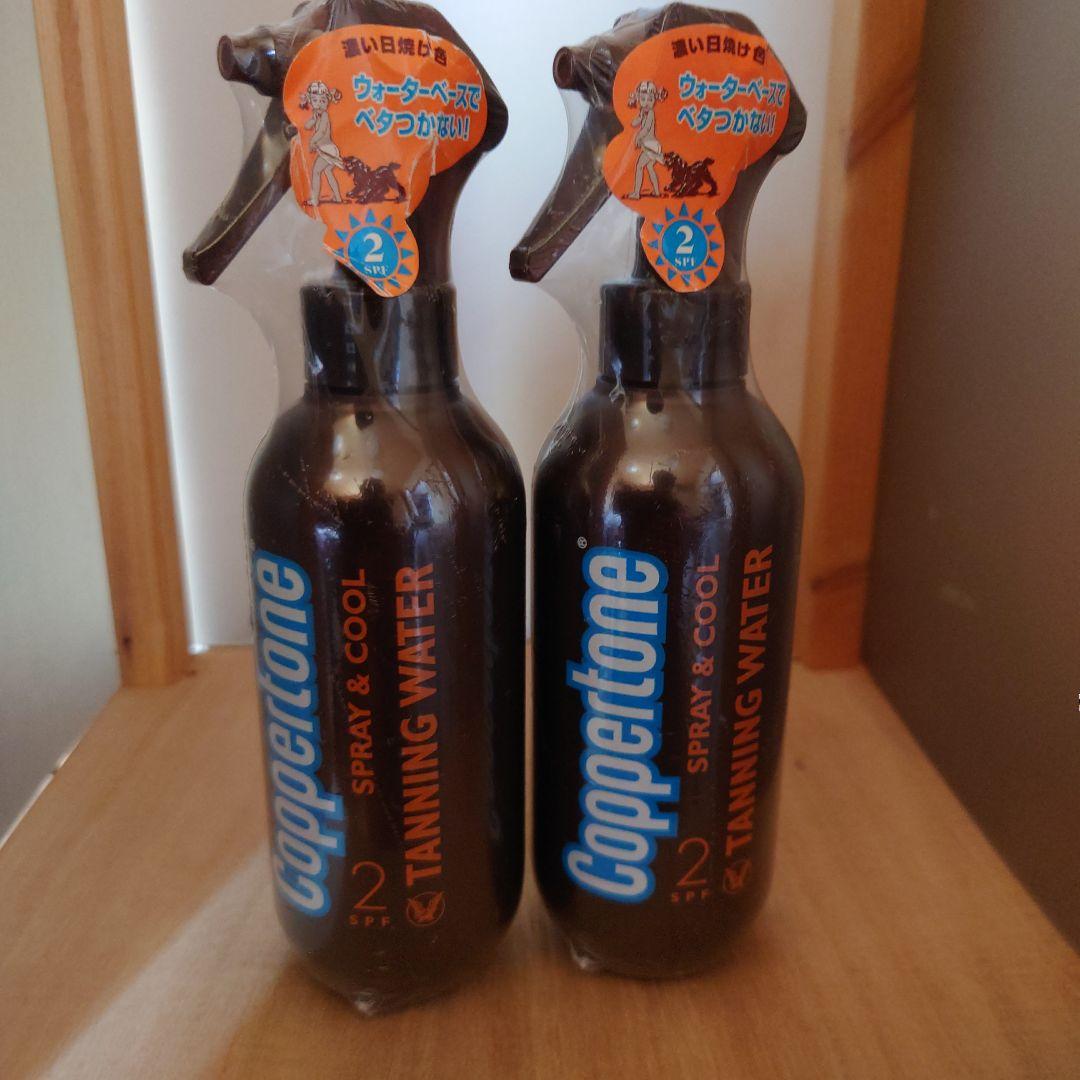 濃い日焼け色
ウォーターベースで
ベタつかない!
2
SPF
Coppertone
SPRAY & COOL
TANNING WATER
2
SPF
濃い日焼け色
ウォーターベースで
ベタつかない!
2
SPF
Coppertone®
SPRAY & COOL
TANNING WATER
2
SPF